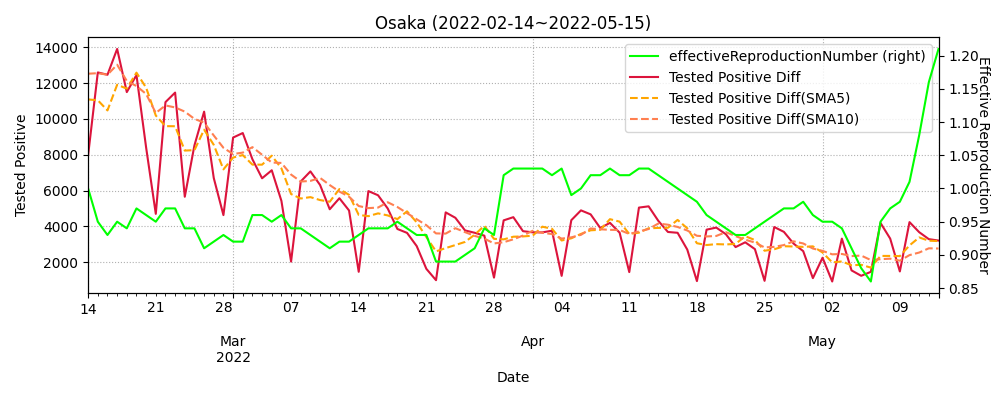 Osaka (2022-02-14~2022-05-15)
effectiveReproductionNumber (right)
Tested Positive Diff
Tested Positive Diff(SMA5)
Tested Positive Diff(SMA10)
Tested Positive
14000
12000
10000
8000
6000
4000
2000
Effective Reproduction Number
1.20
1.15
1.10
1.05
1.00
0.95
0.90
0.85
14 21 28 07 14 21 28 04 11 18 25 02 09
Mar Apr May
2022
Date